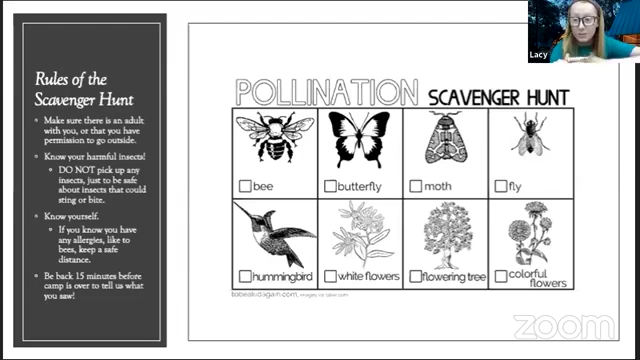 Rules of the
Scavenger Hunt
Make sure there is an adult
with you, or that you have
permission to go outside.
Know your harmful insects!
DO NOT pick up any
insects, just to be safe
about insects that could
sting or bite.
Know yourself.
If you know you have
any allergies, like to
bees, keep a safe
distance.
Be back 15 minutes before
camp is over to tell us what
you saw!
Lacy
POLLINATION SCAVENGER HUNT
bee
butterfly
moth
fly
hummingbird
white flowers
flowering tree
colorful
flowers
zoom